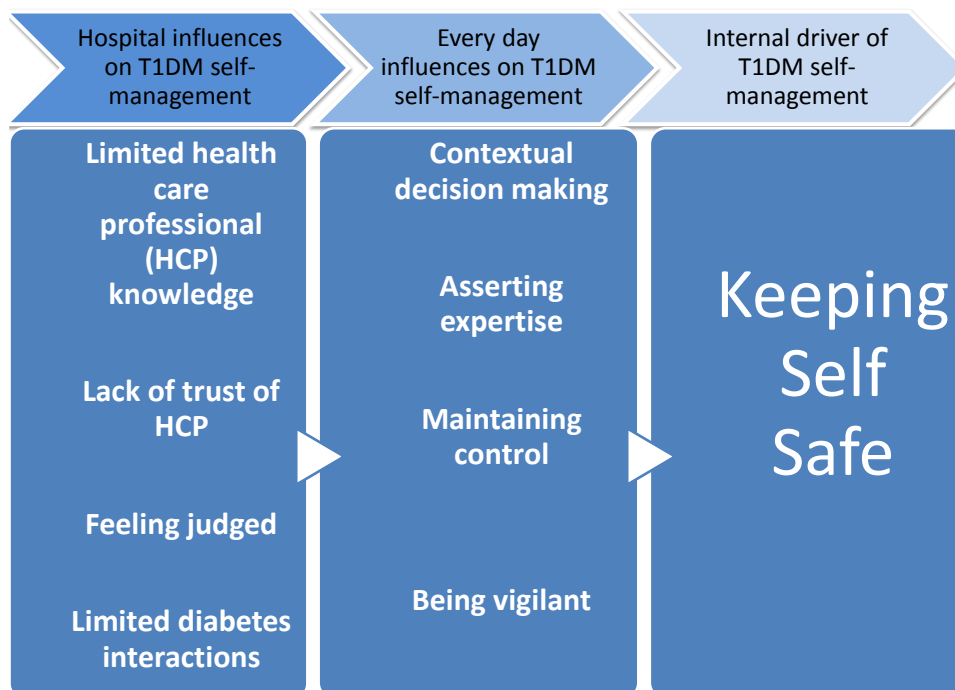 Hospital influences
on T1DM self-
management
Every day
influences on T1DM
self-management
Internal driver of
T1DM self-
management
Limited health
care
professional
(HCP)
knowledge
Lack of trust of
HCP
Feeling judged
Limited diabetes
interactions
Contextual
decision making
Asserting
expertise
Maintaining
control
Being vigilant
Keeping
Self
Safe